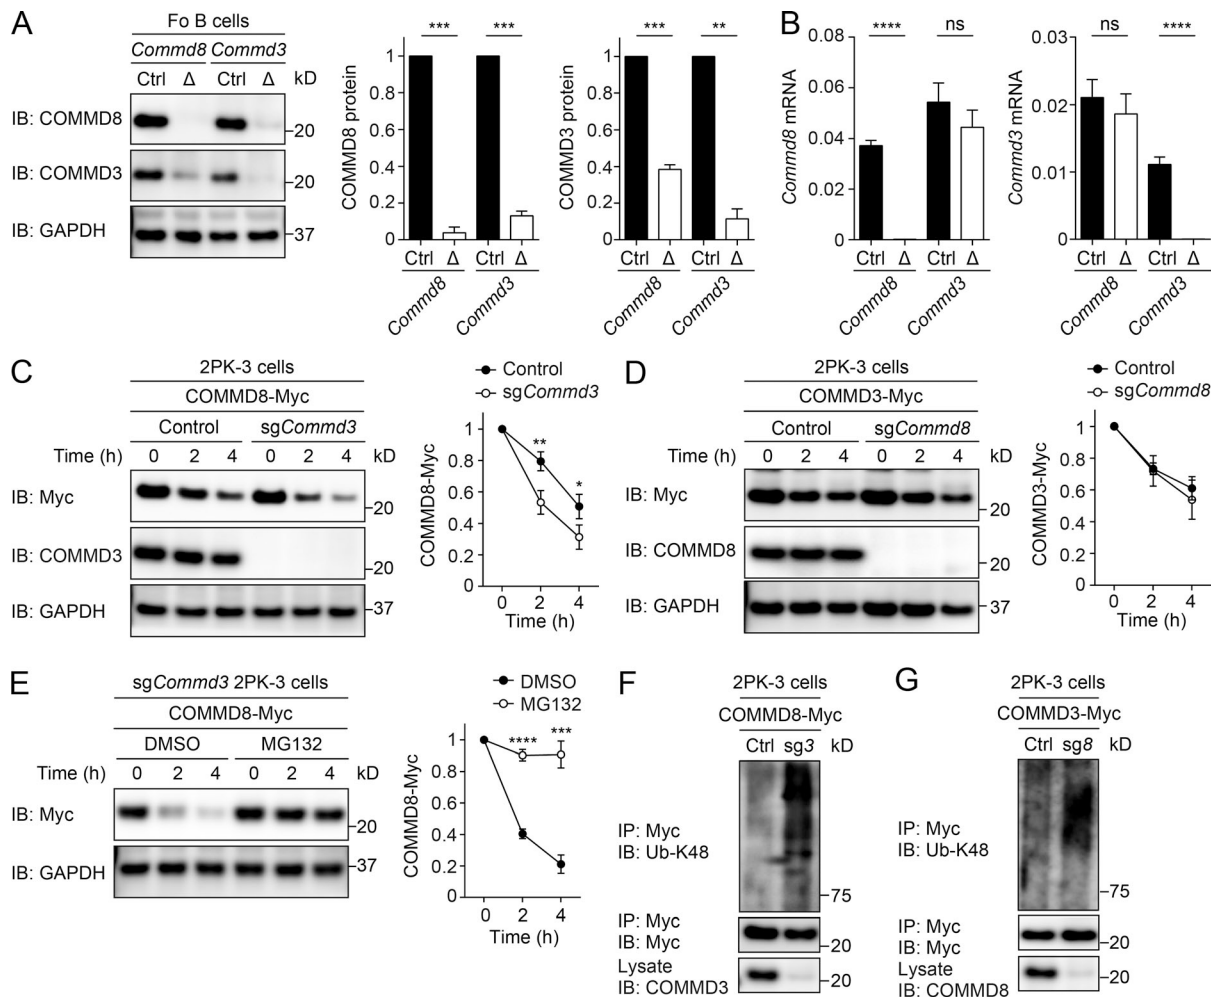 A
Fo B cells
Commd8 Commd3
Ctrl Δ Ctrl Δ kD
IB: COMMD8
20
IB: COMMD3
20
IB: GAPDH
37
COMMD8 protein
*** ***
1
0.8
0.6
0.4
0.2
0
Ctrl Δ Ctrl Δ
Commd8 Commd3
COMMD3 protein
*** **
1
0.8
0.6
0.4
0.2
0
Ctrl Δ Ctrl Δ
Commd8 Commd3
B
Commd8 mRNA
**** ns
0.08
0.06
0.04
0.02
0
Ctrl Δ Ctrl Δ
Commd8 Commd3
Commd3 mRNA
ns ****
0.03
0.02
0.01
0
Ctrl Δ Ctrl Δ
Commd8 Commd3
C
2PK-3 cells
COMMD8-Myc
Control sgCommd3
Time (h) 0 2 4 0 2 4 kD
IB: Myc
20
IB: COMMD3
20
IB: GAPDH
37
Control
sgCommd3
COMMD8-Myc
1
0.8
0.6
0.4
0.2
0
**
*
0 2 4
Time (h)
D
2PK-3 cells
COMMD3-Myc
Control sgCommd8
Time (h) 0 2 4 0 2 4 kD
IB: Myc
20
IB: COMMD8
20
IB: GAPDH
37
Control
sgCommd8
COMMD3-Myc
1
0.8
0.6
0.4
0.2
0
0 2 4
Time (h)
E
sgCommd3 2PK-3 cells
COMMD8-Myc
DMSO MG132
Time (h) 0 2 4 0 2 4 kD
IB: Myc
20
IB: GAPDH
37
DMSO
MG132
COMMD8-Myc
1
0.8
0.6
0.4
0.2
0
**** ***
0 2 4
Time (h)
F
2PK-3 cells
COMMD8-Myc
Ctrl sg3 kD
IP: Myc
IB: Ub-K48
75
IP: Myc
IB: Myc
20
Lysate
IB: COMMD3
20
G
2PK-3 cells
COMMD3-Myc
Ctrl sg8 kD
IP: Myc
IB: Ub-K48
75
IP: Myc
IB: Myc
20
Lysate
IB: COMMD8
20